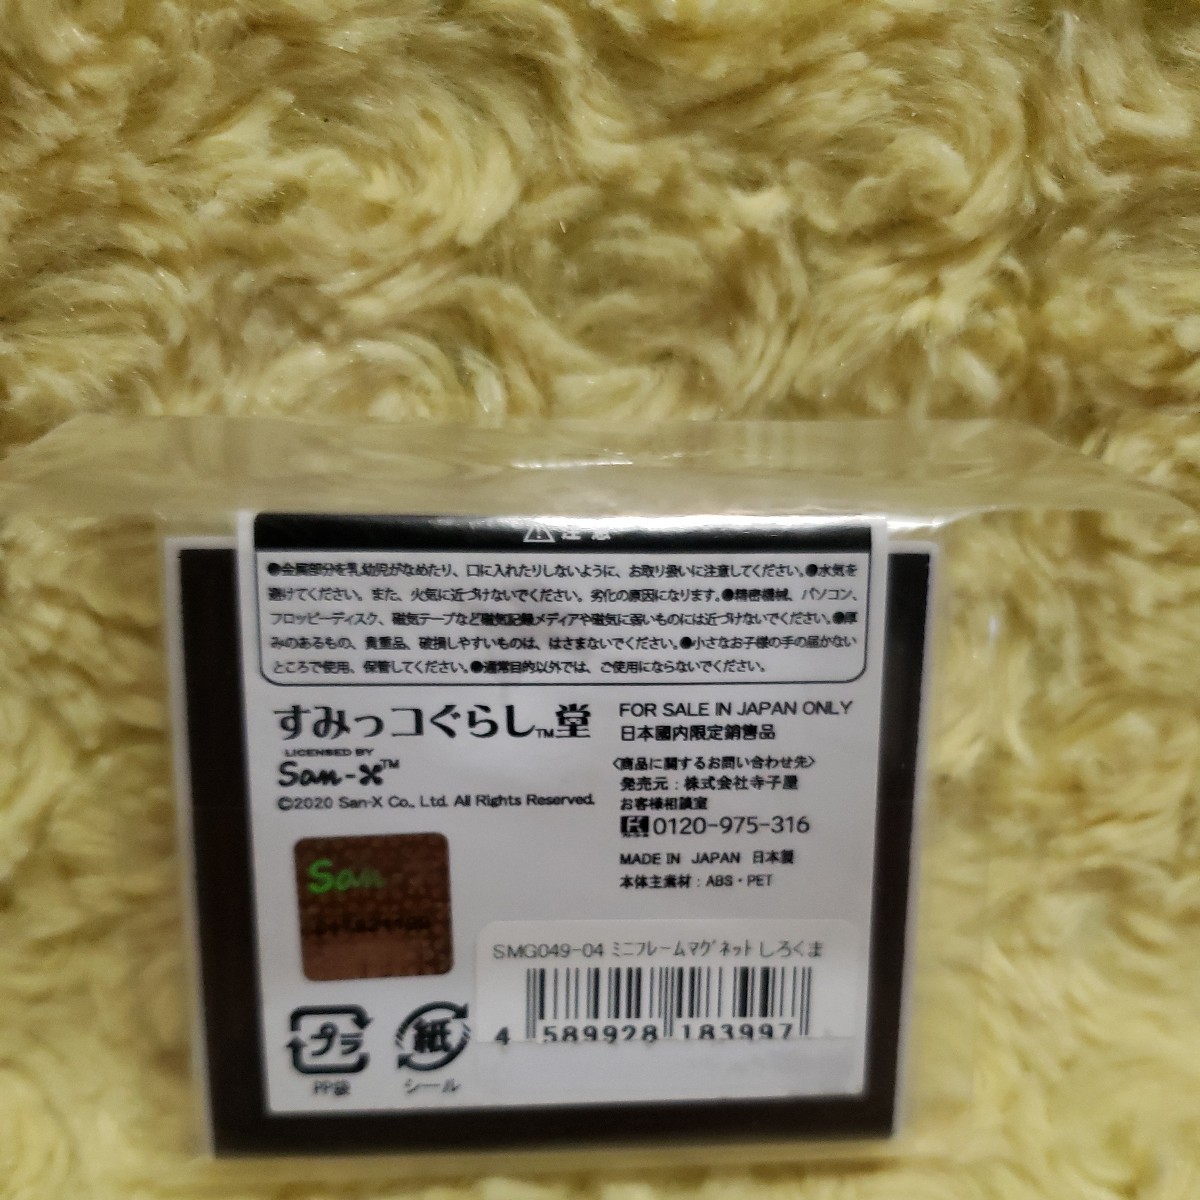 ⚠注意
●金属部分を乳幼児がなめたり、口に入れたりしないように、お取り扱いに注意してください。●水気を
避けてください。また、火気に近づけないでください。劣化の原因になります。●精密機械、パソコン、
フロッピーディスク、磁気テープなど磁気記録メディアや磁気に弱いものには近づけないでください。●厚
みのあるもの、貴重品、破損しやすいものは、はさまないでください。●小さなお子様の手の届かない
ところで使用、保管してください。●通常目的以外では、ご使用にならないでください。
すみっコぐらし™堂
LICENSED BY
San-X™
©2020 San-X Co., Ltd. All Rights Reserved.
FOR SALE IN JAPAN ONLY
日本國内限定銷售品
〈商品に関するお問い合わせ先〉
発売元：株式会社寺子屋
お客様相談室
0120-975-316
MADE IN JAPAN 日本製
本体主素材：ABS・PET
San
SMG049-04 ミニフレームマグネット しろくま
4 589928 183997
プラ
PP袋
紙
シール